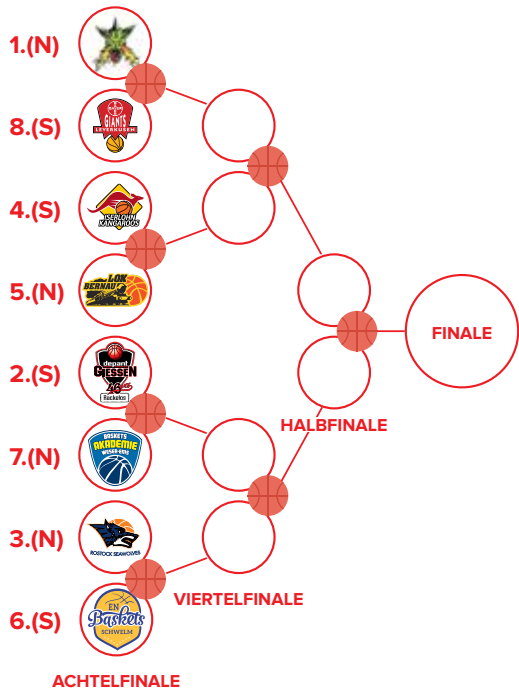 1.(N)
8.(S)
GIANTS
LEVERKUSEN
4.(S)
ISERLOHN
KANGAROOS
5.(N)
LOK
BERNAU
2.(S)
depant
GIESSEN
46ers
Rackelos
7.(N)
BASKETS
AKADEMIE
WESER-EMS
3.(N)
ROSTOCK SEAWOLVES
6.(S)
EN
Baskets
SCHWELM
FINALE
HALBFINALE
VIERTELFINALE
ACHTELFINALE